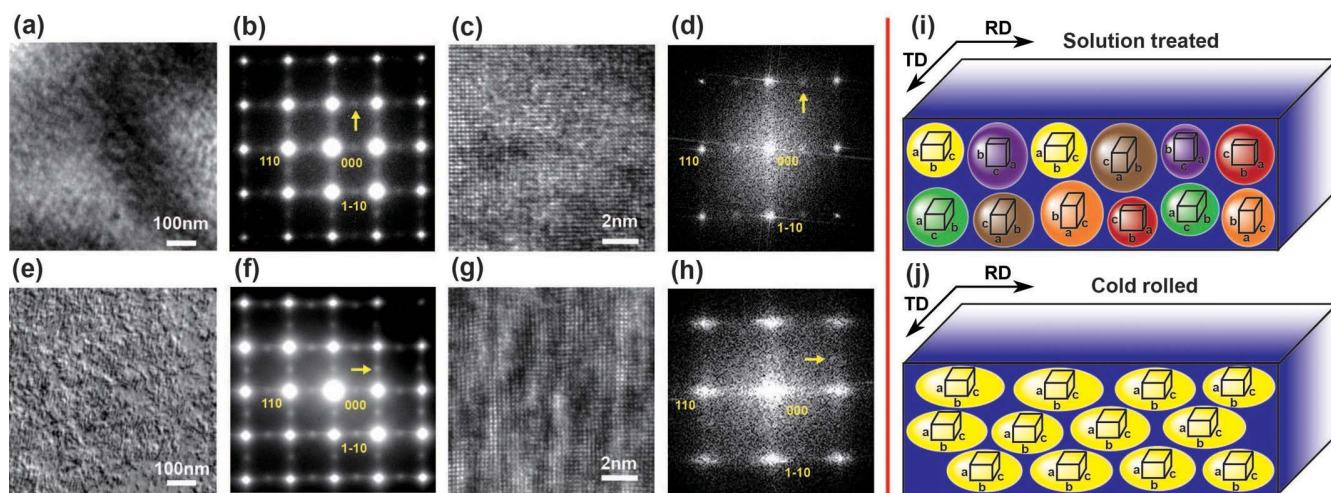 (a)
100nm
(b)
110
000
1-10
(c)
2nm
(d)
110
000
1-10
(e)
100nm
(f)
110
000
1-10
(g)
2nm
(h)
110
000
1-10
(i)
RD
TD
Solution treated
a c b
b a c
a c b
c b a
b a c
c a b
a b c
c b a
b c a
c a b
a b c
b c a
(j)
RD
TD
Cold rolled
a c b
a c b
a c b
a c b
a c b
a c b
a c b
a c b
a c b
a c b
a c b
a c b